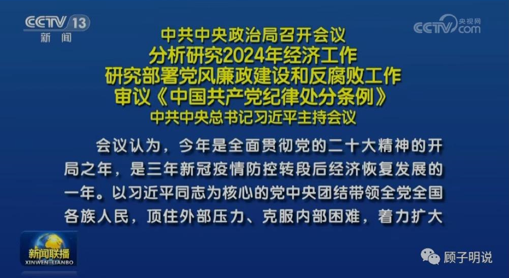 CCTV 13
新闻
CCTV 央视网
.com
中共中央政治局召开会议
分析研究2024年经济工作
研究部署党风廉政建设和反腐败工作
审议《中国共产党纪律处分条例》
中共中央总书记习近平主持会议
会议认为，今年是全面贯彻党的二十大精神的开
局之年，是三年新冠疫情防控转段后经济恢复发展的
一年。以习近平同志为核心的党中央团结带领全党全国
各族人民，顶住外部压力、克服内部困难，着力扩大
新闻联播
XINWEN LIANBO
顾子明说